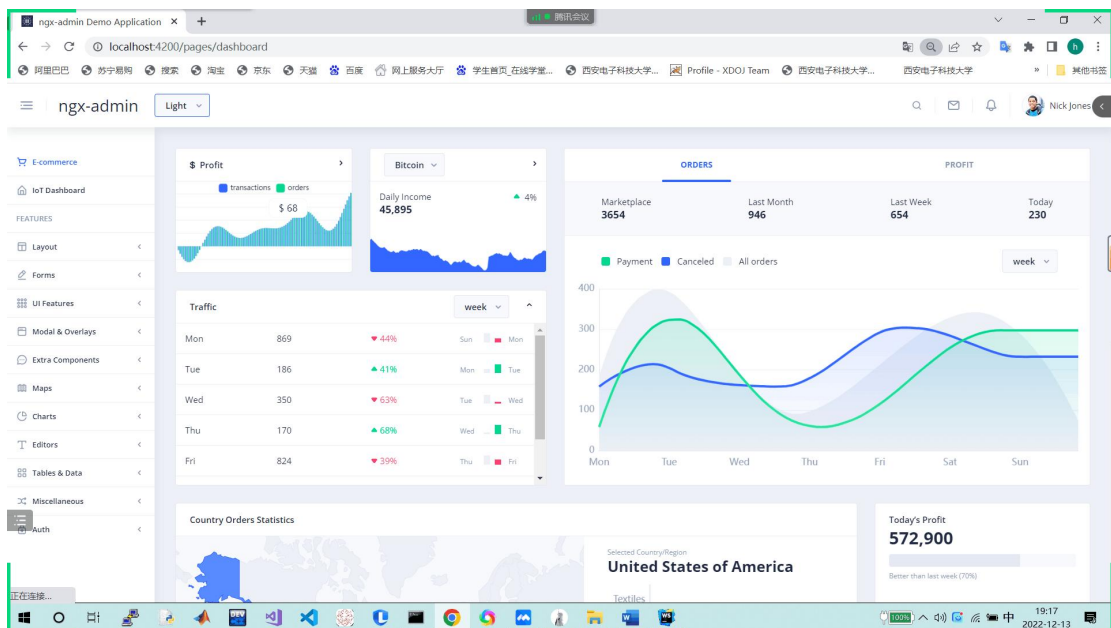 ngx-admin Demo Application
腾讯会议
localhost:4200/pages/dashboard
阿里巴巴 苏宁易购 搜索 淘宝 京东 天猫 百度 网上服务大厅 学生首页_在线学堂... 西安电子科技大学... Profile - XDOJ Team 西安电子科技大学... 西安电子科技大学 » 其他书签
ngx-admin Light Nick Jones
E-commerce
IoT Dashboard
FEATURES
Layout
Forms
UI Features
Modal & Overlays
Extra Components
Maps
Charts
Editors
Tables & Data
Miscellaneous
Auth
$ Profit
transactions orders
$ 68
Bitcoin
Daily Income 4%
45,895
Traffic week
Mon 869 44% Sun Mon
Tue 186 41% Mon Tue
Wed 350 63% Tue Wed
Thu 170 68% Wed Thu
Fri 824 39% Thu Fri
ORDERS PROFIT
Marketplace Last Month Last Week Today
3654 946 654 230
Payment Canceled All orders week
400
300
200
100
0
Mon Tue Wed Thu Fri Sat Sun
Country Orders Statistics
Selected Country/Region
United States of America
Textiles
Today's Profit
572,900
Better than last week (70%)
正在连接...
100% 中 19:17
2022-12-13